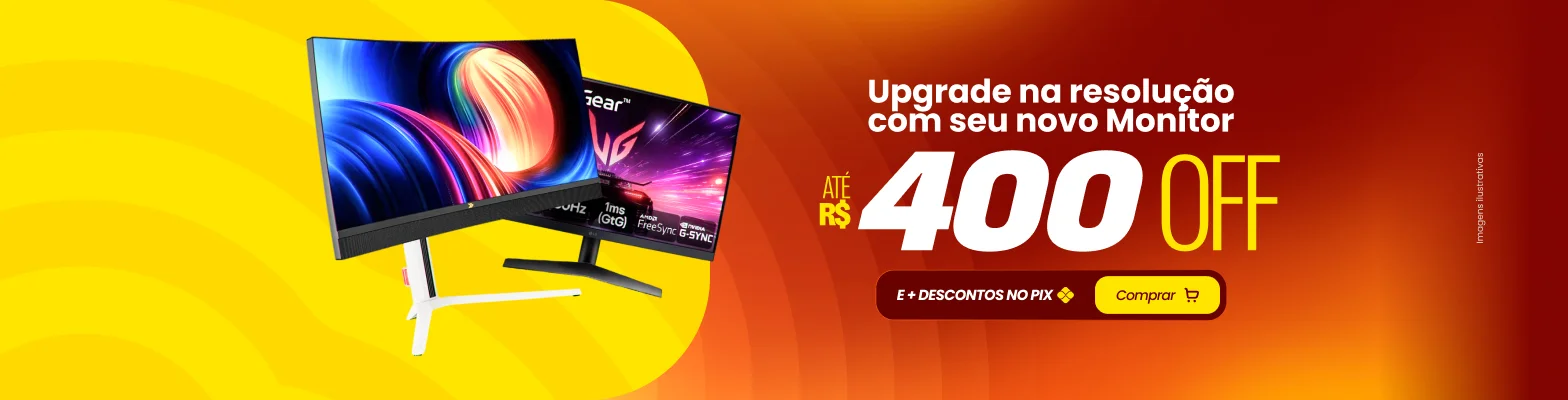 Upgrade na resolução
com seu novo Monitor
ATÉ
R$
400 OFF
E + DESCONTOS NO PIX
Comprar
Imagens ilustrativas
Gear™
1ms
(GtG)
AMD
FreeSync
NVIDIA
G-SYNC